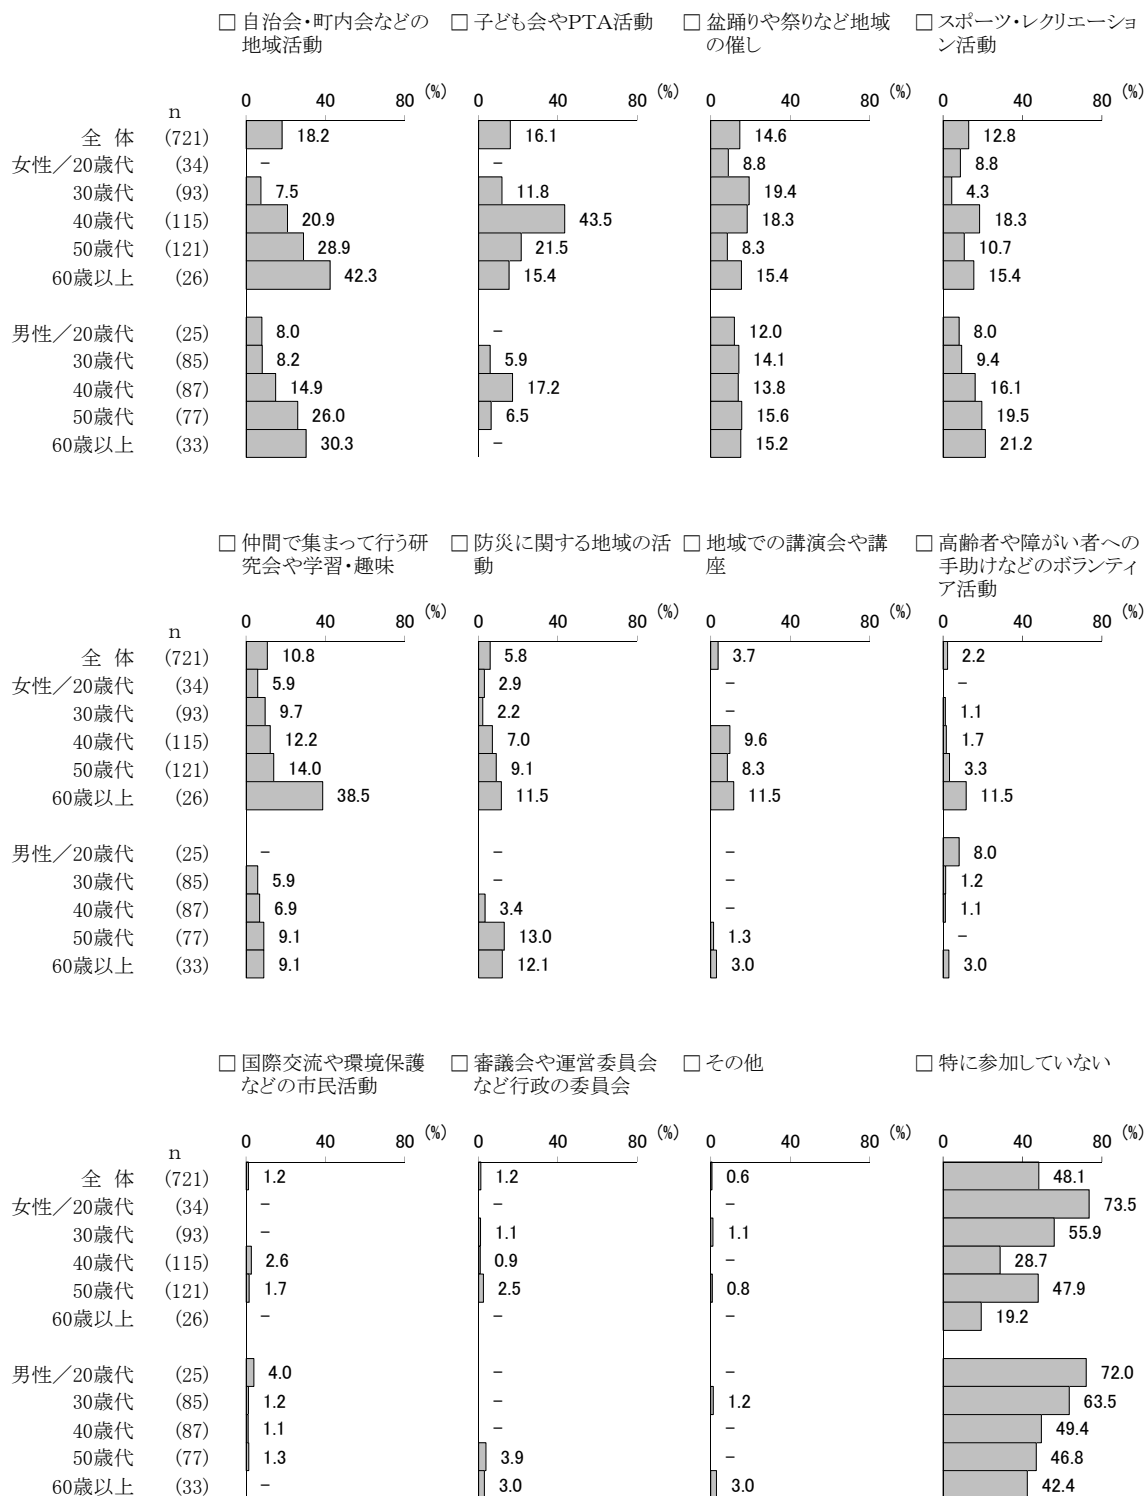 □ 自治会・町内会などの地域活動 □ 子ども会やPTA活動 □ 盆踊りや祭りなど地域の催し □ スポーツ・レクリエーション活動
0 40 80 (%) 0 40 80 (%) 0 40 80 (%) 0 40 80 (%)
n
全 体 (721) 18.2 16.1 14.6 12.8
女性／20歳代 (34) － － 8.8 8.8
30歳代 (93) 7.5 11.8 19.4 4.3
40歳代 (115) 20.9 43.5 18.3 18.3
50歳代 (121) 28.9 21.5 8.3 10.7
60歳以上 (26) 42.3 15.4 15.4 15.4
男性／20歳代 (25) 8.0 － 12.0 8.0
30歳代 (85) 8.2 5.9 14.1 9.4
40歳代 (87) 14.9 17.2 13.8 16.1
50歳代 (77) 26.0 6.5 15.6 19.5
60歳以上 (33) 30.3 － 15.2 21.2
□ 仲間で集まって行う研究会や学習・趣味 □ 防災に関する地域の活動 □ 地域での講演会や講座 □ 高齢者や障がい者への手助けなどのボランティア活動
0 40 80 (%) 0 40 80 (%) 0 40 80 (%) 0 40 80 (%)
n
全 体 (721) 10.8 5.8 3.7 2.2
女性／20歳代 (34) 5.9 2.9 － －
30歳代 (93) 9.7 2.2 － 1.1
40歳代 (115) 12.2 7.0 9.6 1.7
50歳代 (121) 14.0 9.1 8.3 3.3
60歳以上 (26) 38.5 11.5 11.5 11.5
男性／20歳代 (25) － － － 8.0
30歳代 (85) 5.9 － － 1.2
40歳代 (87) 6.9 3.4 － 1.1
50歳代 (77) 9.1 13.0 1.3 －
60歳以上 (33) 9.1 12.1 3.0 3.0
□ 国際交流や環境保護などの市民活動 □ 審議会や運営委員会など行政の委員会 □ その他 □ 特に参加していない
0 40 80 (%) 0 40 80 (%) 0 40 80 (%) 0 40 80 (%)
n
全 体 (721) 1.2 1.2 0.6 48.1
女性／20歳代 (34) － － － 73.5
30歳代 (93) － 1.1 1.1 55.9
40歳代 (115) 2.6 0.9 － 28.7
50歳代 (121) 1.7 2.5 0.8 47.9
60歳以上 (26) － － － 19.2
男性／20歳代 (25) 4.0 － － 72.0
30歳代 (85) 1.2 － 1.2 63.5
40歳代 (87) 1.1 － － 49.4
50歳代 (77) 1.3 3.9 － 46.8
60歳以上 (33) － 3.0 3.0 42.4